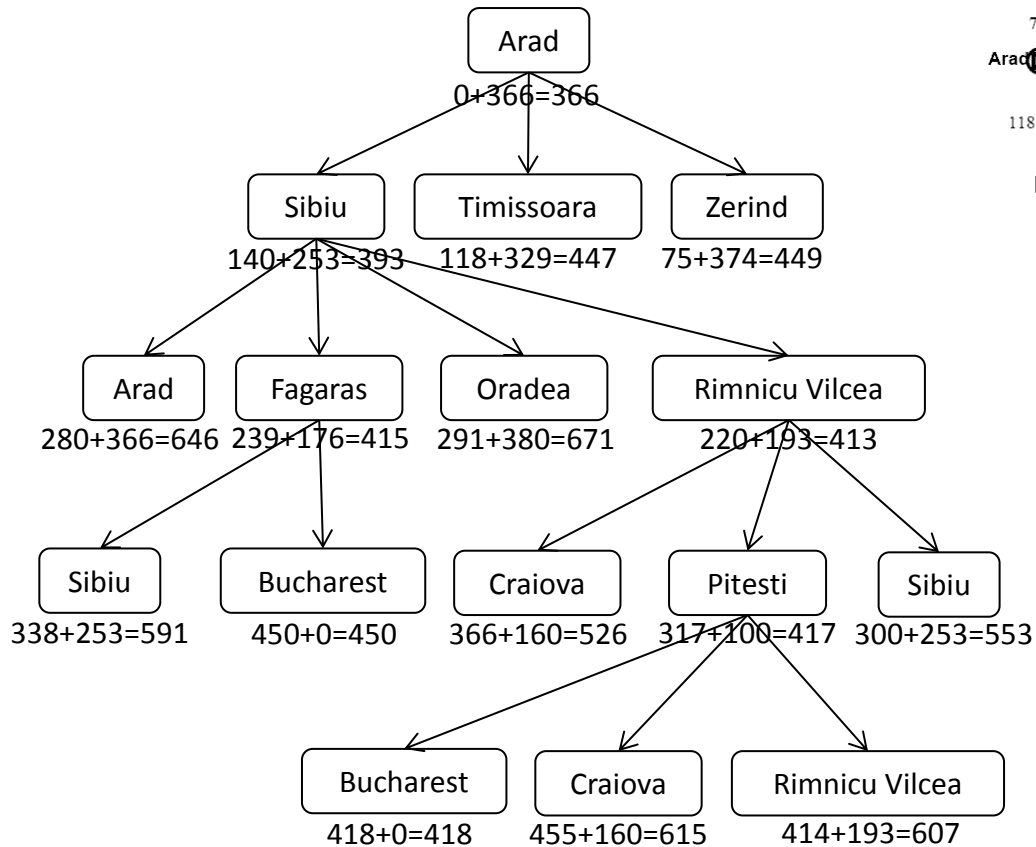 Arad
0+366=366
7
Arad
118
Sibiu
Timissoara
Zerind
140+253=393
118+329=447
75+374=449
Arad
Fagaras
Oradea
Rimnicu Vilcea
280+366=646
239+176=415
291+380=671
220+193=413
Sibiu
Bucharest
Craiova
Pitesti
Sibiu
338+253=591
450+0=450
366+160=526
317+100=417
300+253=553
Bucharest
Craiova
Rimnicu Vilcea
418+0=418
455+160=615
414+193=607